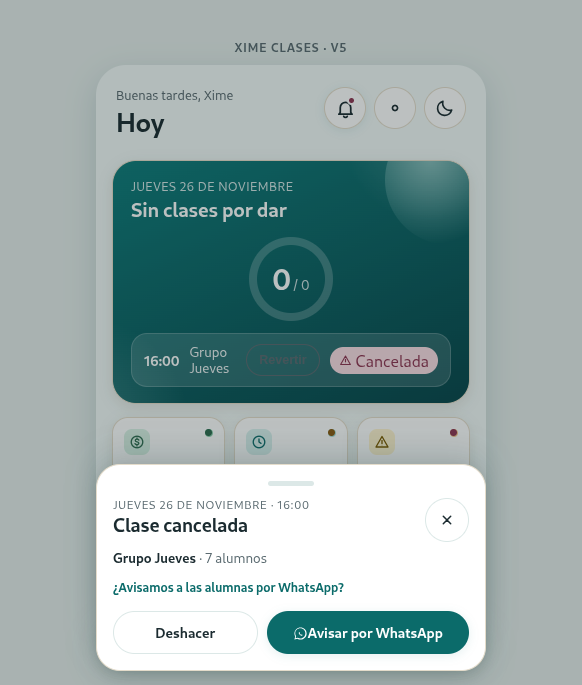 XIME CLASES · V5
Buenas tardes, Xime
Hoy
JUEVES 26 DE NOVIEMBRE
Sin clases por dar
0 / 0
16:00 Grupo Jueves Revertir Cancelada
JUEVES 26 DE NOVIEMBRE · 16:00
Clase cancelada
Grupo Jueves · 7 alumnos
¿Avisamos a las alumnas por WhatsApp?
Deshacer
Avisar por WhatsApp